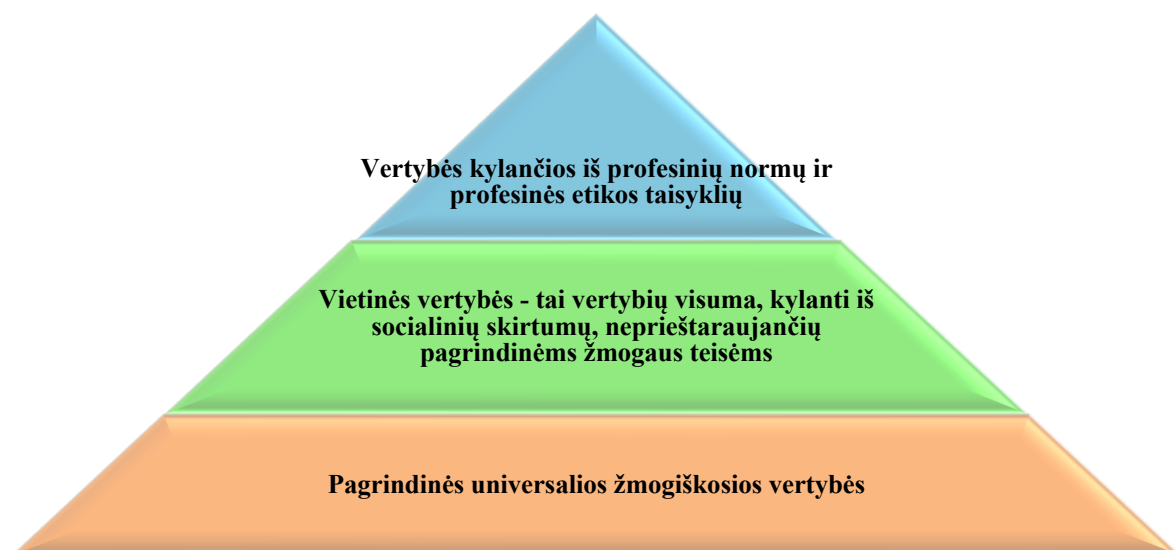 Vertybės kylančios iš profesinių normų ir
profesinės etikos taisyklių
Vietinės vertybės - tai vertybių visuma, kylanti iš
socialinių skirtumų, neprieštaraujančių
pagrindinėms žmogaus teisėms
Pagrindinės universalios žmogiškosios vertybės